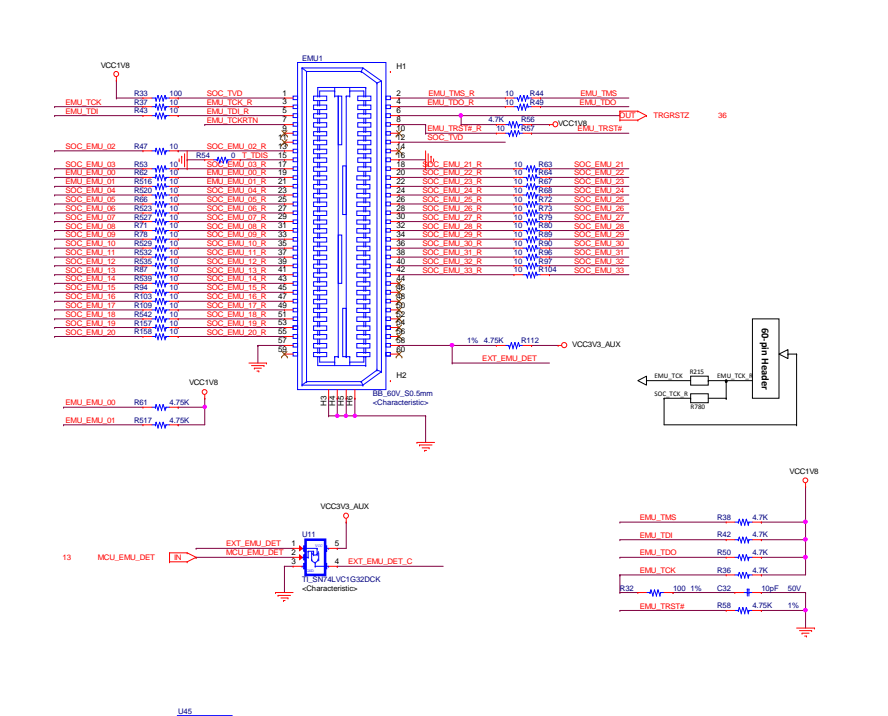 EMU1
H1
VCC1V8
R33 100 SOC_TVD 1
EMU_TCK R37 10 EMU_TCK_R 3
EMU_TDI R43 10 EMU_TDI_R 5
EMU_TCKRTN 7
9
11
SOC_EMU_02 R47 10 SOC_EMU_02_R 13
R54 0 T_TDIS 15
SOC_EMU_03 R53 10 SOC_EMU_03_R 17
EMU_EMU_00 R62 10 EMU_EMU_00_R 19
EMU_EMU_01 R516 10 EMU_EMU_01_R 21
SOC_EMU_04 R520 10 SOC_EMU_04_R 23
SOC_EMU_05 R66 10 SOC_EMU_05_R 25
SOC_EMU_06 R523 10 SOC_EMU_06_R 27
SOC_EMU_07 R527 10 SOC_EMU_07_R 29
SOC_EMU_08 R71 10 SOC_EMU_08_R 31
SOC_EMU_09 R78 10 SOC_EMU_09_R 33
SOC_EMU_10 R529 10 SOC_EMU_10_R 35
SOC_EMU_11 R532 10 SOC_EMU_11_R 37
SOC_EMU_12 R535 10 SOC_EMU_12_R 39
SOC_EMU_13 R87 10 SOC_EMU_13_R 41
SOC_EMU_14 R539 10 SOC_EMU_14_R 43
SOC_EMU_15 R94 10 SOC_EMU_15_R 45
SOC_EMU_16 R103 10 SOC_EMU_16_R 47
SOC_EMU_17 R109 10 SOC_EMU_17_R 49
SOC_EMU_18 R542 10 SOC_EMU_18_R 51
SOC_EMU_19 R157 10 SOC_EMU_19_R 53
SOC_EMU_20 R158 10 SOC_EMU_20_R 55
57
59
2 EMU_TMS_R 10 R44 EMU_TMS
4 EMU_TDO_R 10 R49 EMU_TDO
6 OUT TRGRSTZ 36
8 4.7K R56 VCC1V8
10 EMU_TRST#_R 10 R57 EMU_TRST#
12 SOC_TVD
14
16
18 SOC_EMU_21_R 10 R63 SOC_EMU_21
20 SOC_EMU_22_R 10 R64 SOC_EMU_22
22 SOC_EMU_23_R 10 R67 SOC_EMU_23
24 SOC_EMU_24_R 10 R68 SOC_EMU_24
26 SOC_EMU_25_R 10 R72 SOC_EMU_25
28 SOC_EMU_26_R 10 R73 SOC_EMU_26
30 SOC_EMU_27_R 10 R79 SOC_EMU_27
32 SOC_EMU_28_R 10 R80 SOC_EMU_28
34 SOC_EMU_29_R 10 R89 SOC_EMU_29
36 SOC_EMU_30_R 10 R90 SOC_EMU_30
38 SOC_EMU_31_R 10 R96 SOC_EMU_31
40 SOC_EMU_32_R 10 R97 SOC_EMU_32
42 SOC_EMU_33_R 10 R104 SOC_EMU_33
44
46
48
50
52
54
56
58 1% 4.75K R112 VCC3V3_AUX
60
EXT_EMU_DET
H2
BB_60V_S0.5mm
<Characteristic>
H3
H4
H5
H6
60-pin Header
EMU_TCK R215 EMU_TCK_R
SOC_TCK_R
R780
VCC1V8
EMU_EMU_00 R61 4.75K
EMU_EMU_01 R517 4.75K
VCC3V3_AUX
U11
EXT_EMU_DET 1 5
13 MCU_EMU_DET IN MCU_EMU_DET 2
3 4 EXT_EMU_DET_C
TI_SN74LVC1G32DCK
<Characteristic>
VCC1V8
EMU_TMS R38 4.7K
EMU_TDI R42 4.7K
EMU_TDO R50 4.7K
EMU_TCK R36 4.7K
R32 100 1% C32 10pF 50V
EMU_TRST# R58 4.75K 1%
U45